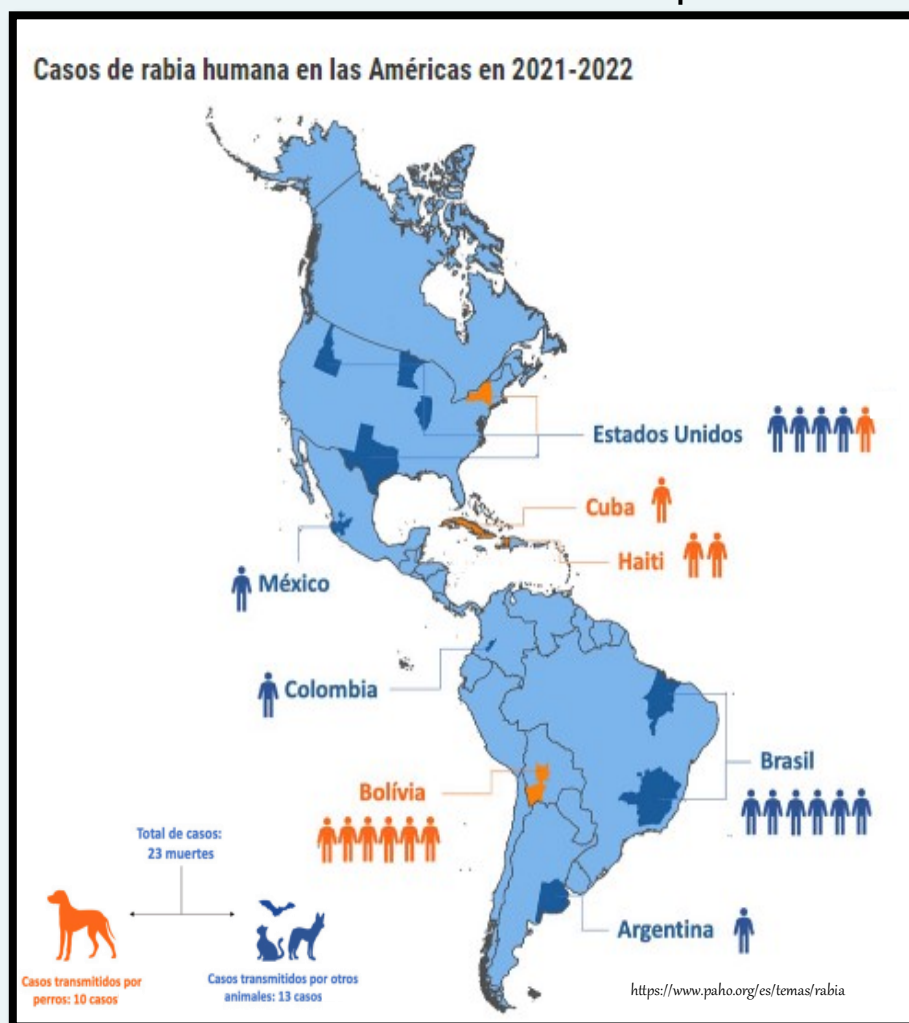 Casos de rabia humana en las Américas en 2021-2022
Estados Unidos
Cuba
Haiti
México
Colombia
Brasil
Bolívia
Total de casos:
23 muertes
Argentina
Casos transmitidos por
perros: 10 casos
Casos transmitidos por otros
animales: 13 casos
https://www.paho.org/es/temas/rabia